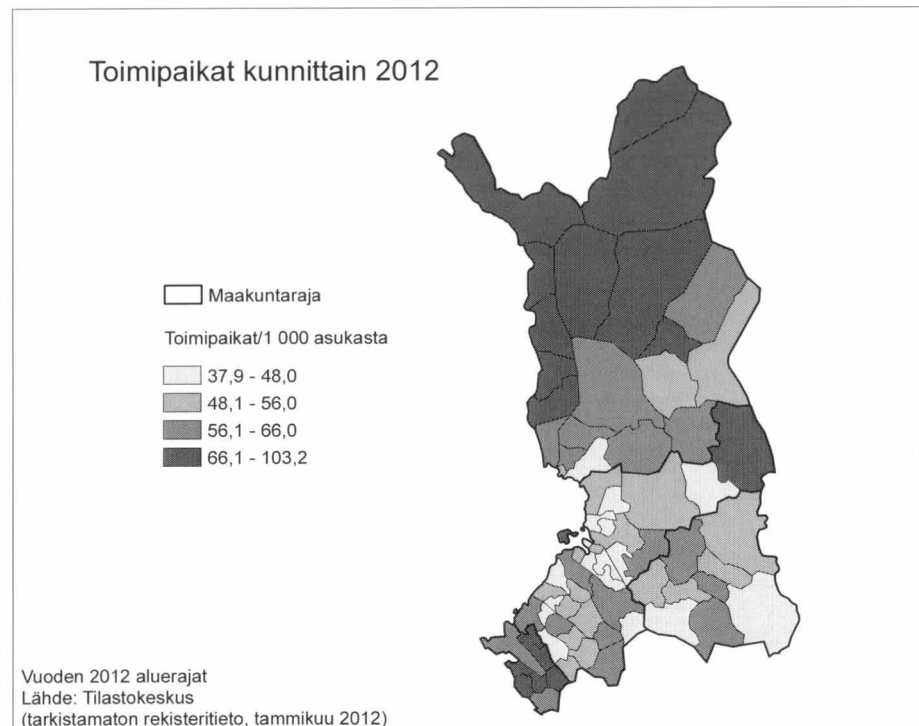 Toimipaikat kunnittain 2012
Maakuntaraja
Toimipaikat/1 000 asukasta
37,9 - 48,0
48,1 - 56,0
56,1 - 66,0
66,1 - 103,2
Vuoden 2012 aluerajat
Lähde: Tilastokeskus
(tarkistamaton rekisteritieto, tammikuu 2012)